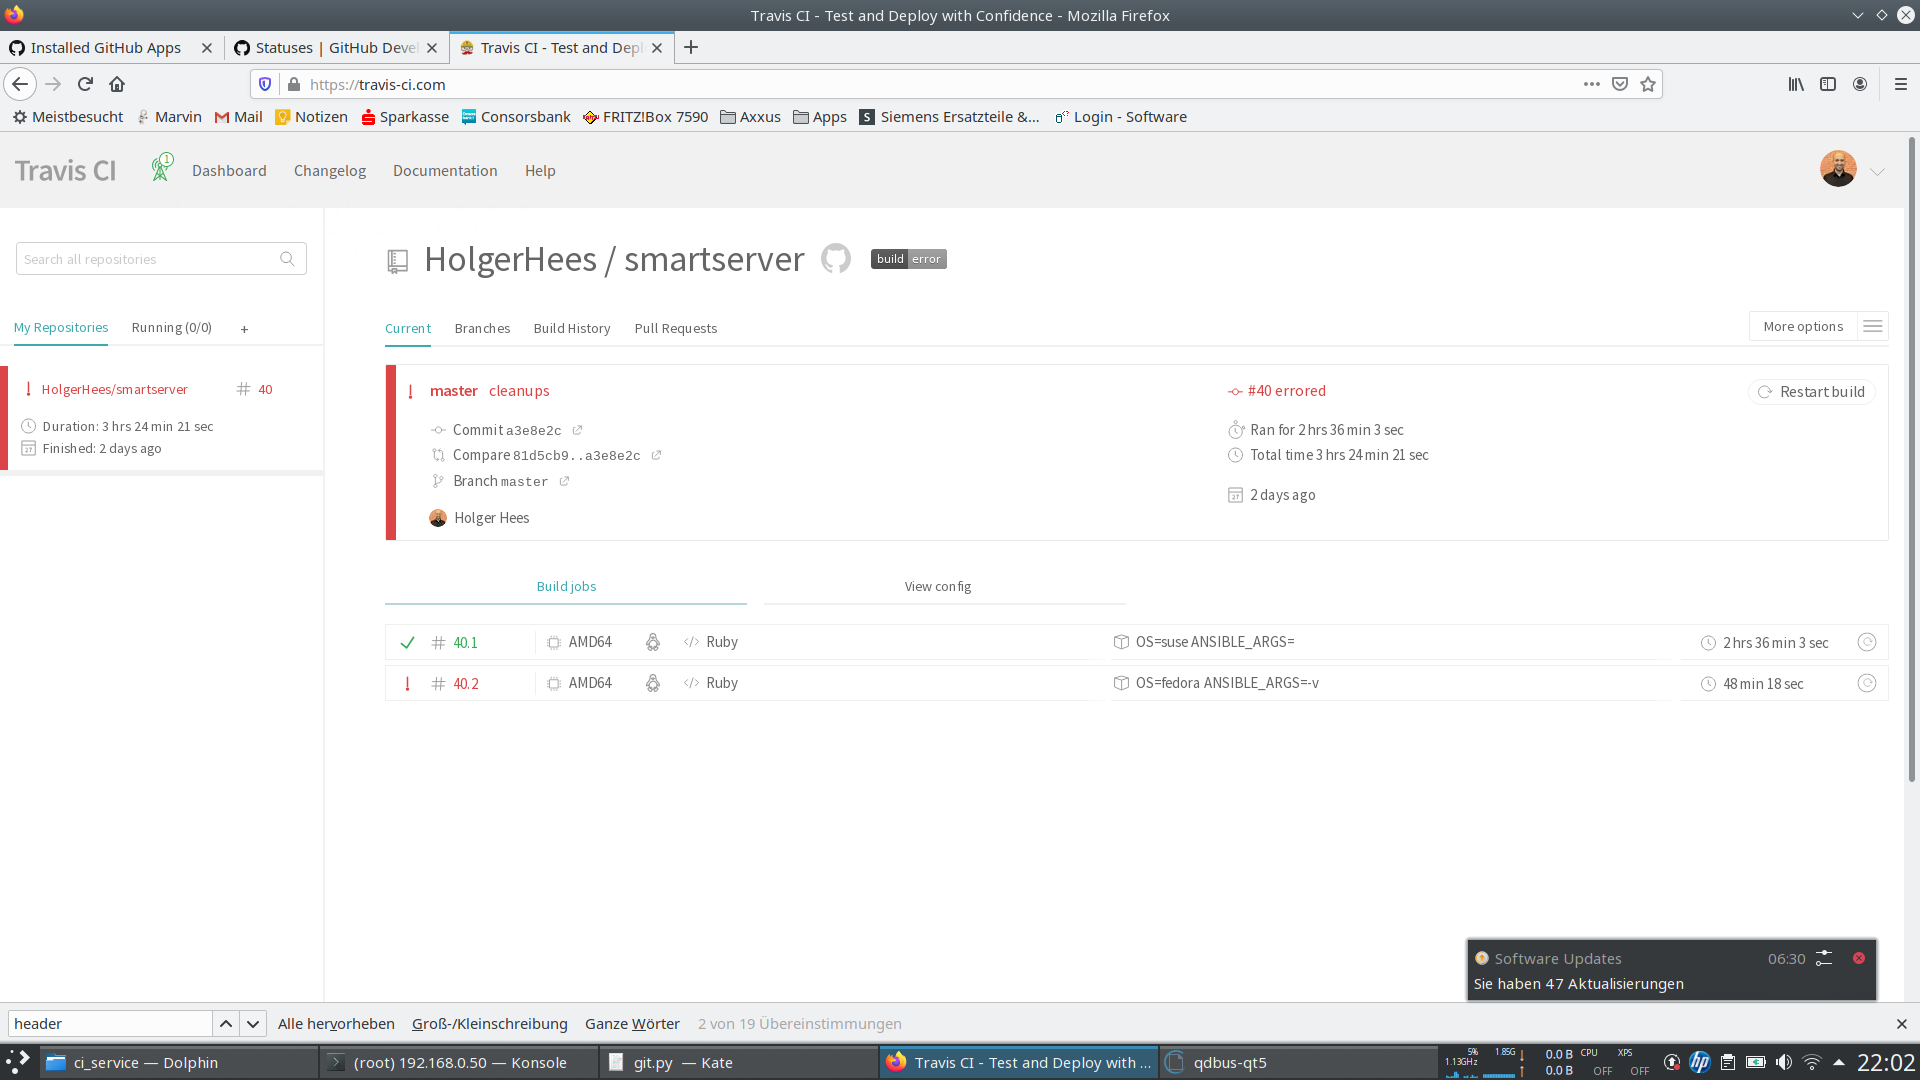 Travis CI - Test and Deploy with Confidence - Mozilla Firefox
Installed GitHub Apps
Statuses | GitHub Deve
Travis CI - Test and Depl
https://travis-ci.com
Meistbesucht
Marvin
Mail
Notizen
Sparkasse
Consorsbank
FRITZ!Box 7590
Axxus
Apps
S Siemens Ersatzteile &...
Login - Software
Travis CI
1
Dashboard
Changelog
Documentation
Help
Search all repositories
HolgerHees / smartserver
build error
My Repositories
Running (0/0)
+
Current
Branches
Build History
Pull Requests
More options
HolgerHees/smartserver
# 40
Duration: 3 hrs 24 min 21 sec
Finished: 2 days ago
master cleanups
#40 errored
Restart build
Commit a3e8e2c
Ran for 2 hrs 36 min 3 sec
Compare 81d5cb9..a3e8e2c
Total time 3 hrs 24 min 21 sec
Branch master
2 days ago
Holger Hees
Build jobs
View config
# 40.1 AMD64 </> Ruby OS=suse ANSIBLE_ARGS= 2 hrs 36 min 3 sec
! # 40.2 AMD64 </> Ruby OS=fedora ANSIBLE_ARGS=-v 48 min 18 sec
Software Updates 06:30
Sie haben 47 Aktualisierungen
header
Alle hervorheben
Groß-/Kleinschreibung
Ganze Wörter
2 von 19 Übereinstimmungen
ci_service — Dolphin
(root) 192.168.0.50 — Konsole
git.py — Kate
Travis CI - Test and Deploy with ...
qdbus-qt5
5%
1.13GHz
1.85G
0.0 B
0.0 B
CPU
OFF
XPS
OFF
hp
22:02